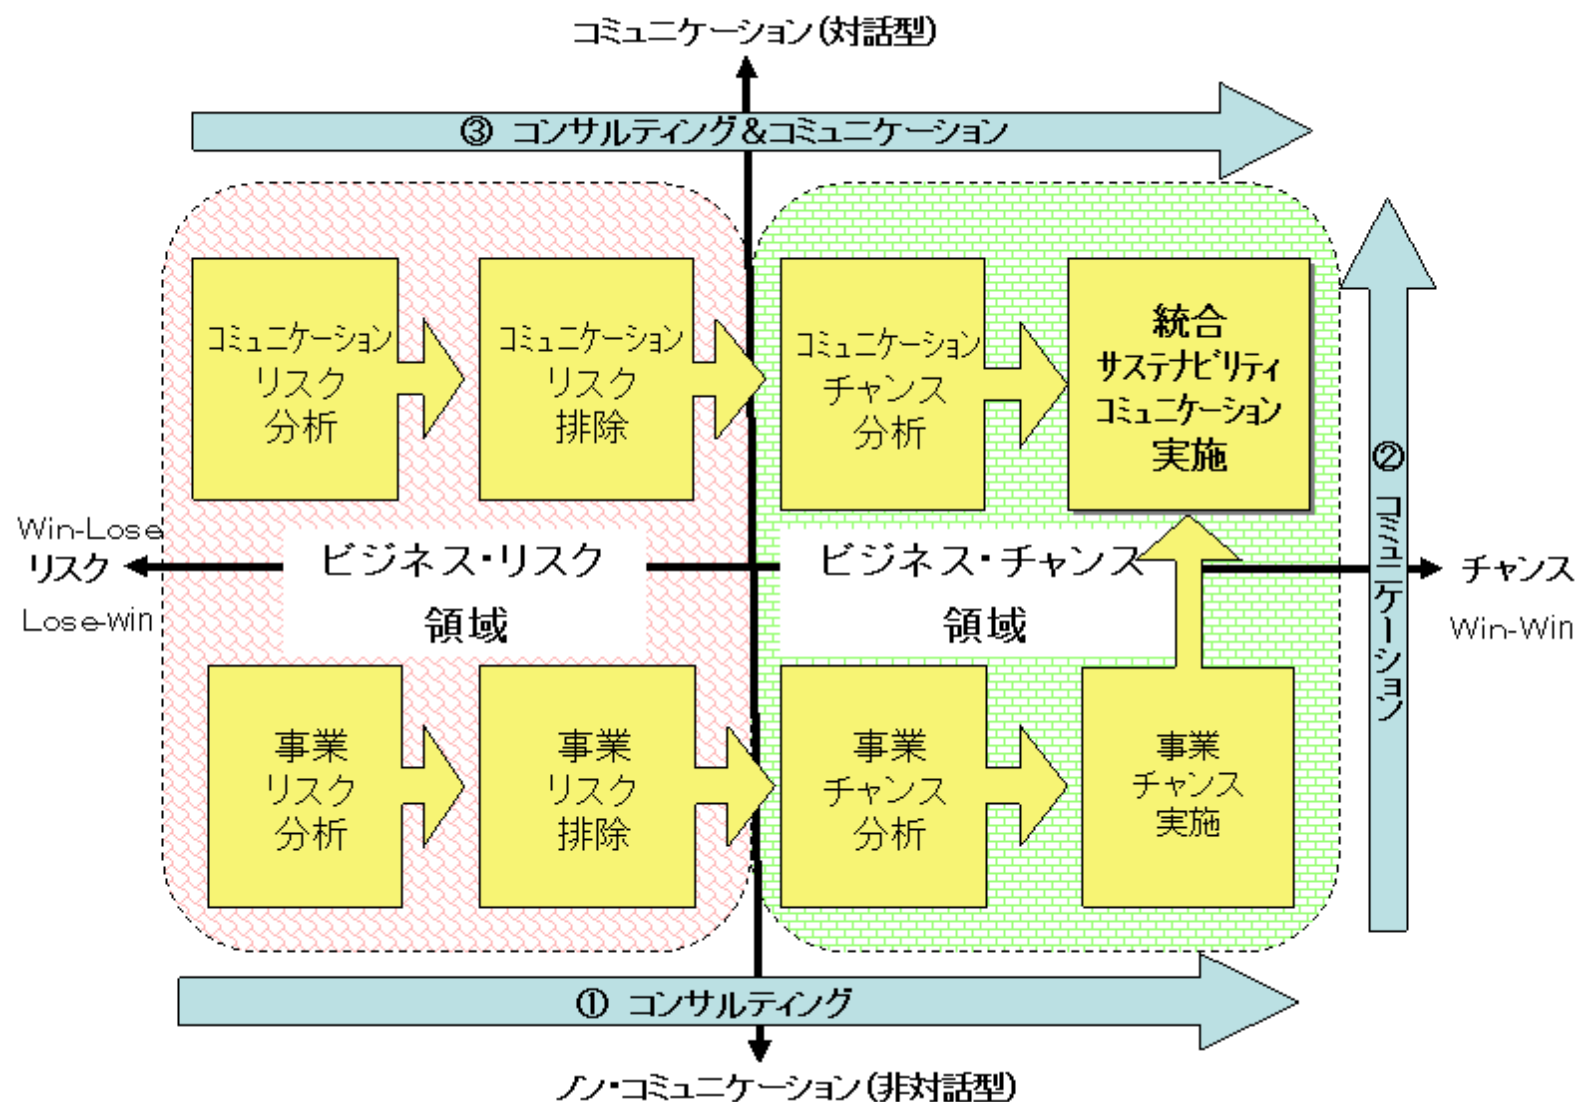 コミュニケーション(対話型)
③ コンサルティング&コミュニケーション
コミュニケーション
リスク
分析
コミュニケーション
リスク
排除
コミュニケーション
チャンス
分析
統合
サステナビリティ
コミュニケーション
実施
② コミュニケーション
Win-Lose
リスク
Lose-win
ビジネス・リスク
領域
ビジネス・チャンス
領域
チャンス
Win-Win
事業
リスク
分析
事業
リスク
排除
事業
チャンス
分析
事業
チャンス
実施
① コンサルティング
ノン・コミュニケーション(非対話型)